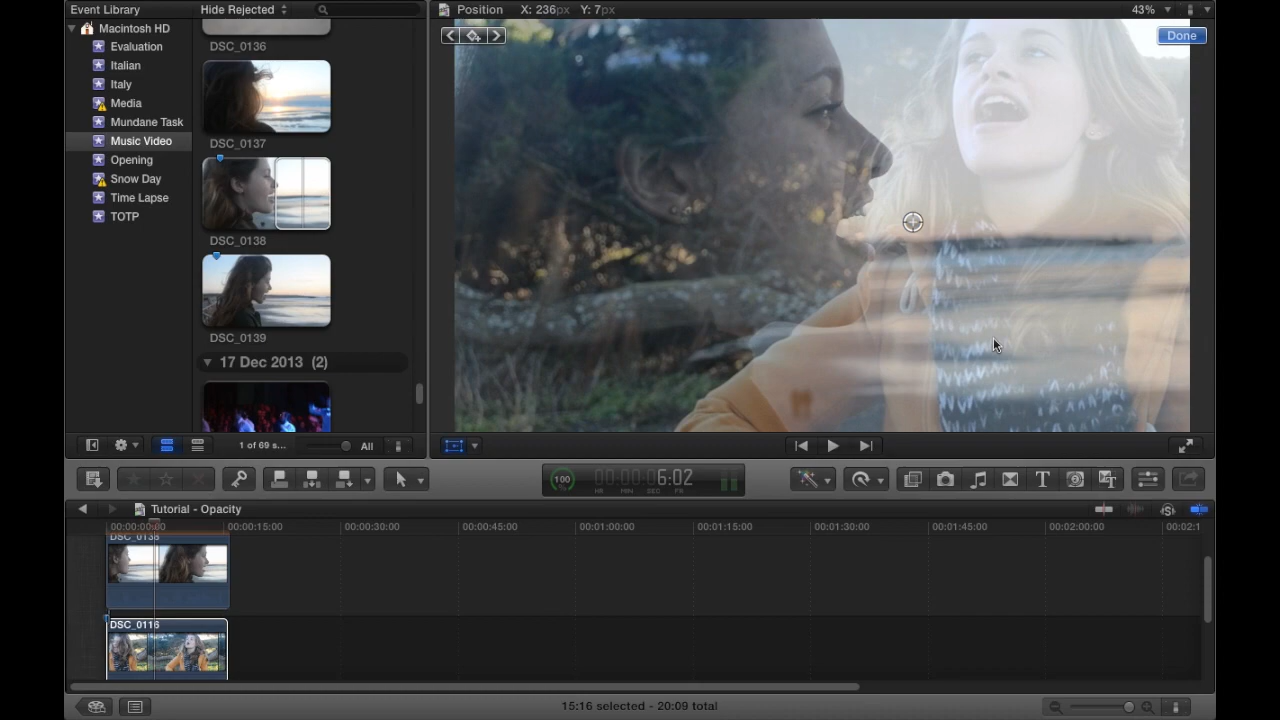 Event Library
Hide Rejected
Position X: 236px Y: 7px
43%
Macintosh HD
Evaluation
Italian
Italy
Media
Mundane Task
Music Video
Opening
Snow Day
Time Lapse
TOTP
DSC_0136
DSC_0137
DSC_0138
DSC_0139
17 Dec 2013 (2)
Done
1 of 69 s...
All
100
00:00:06:02
HR MIN SEC FR
T
Tutorial - Opacity
00:00:00:00
00:00:15:00
00:00:30:00
00:00:45:00
00:01:00:00
00:01:15:00
00:01:30:00
00:01:45:00
00:02:00:00
00:02:1
DSC_0138
DSC_0116
15:16 selected - 20:09 total